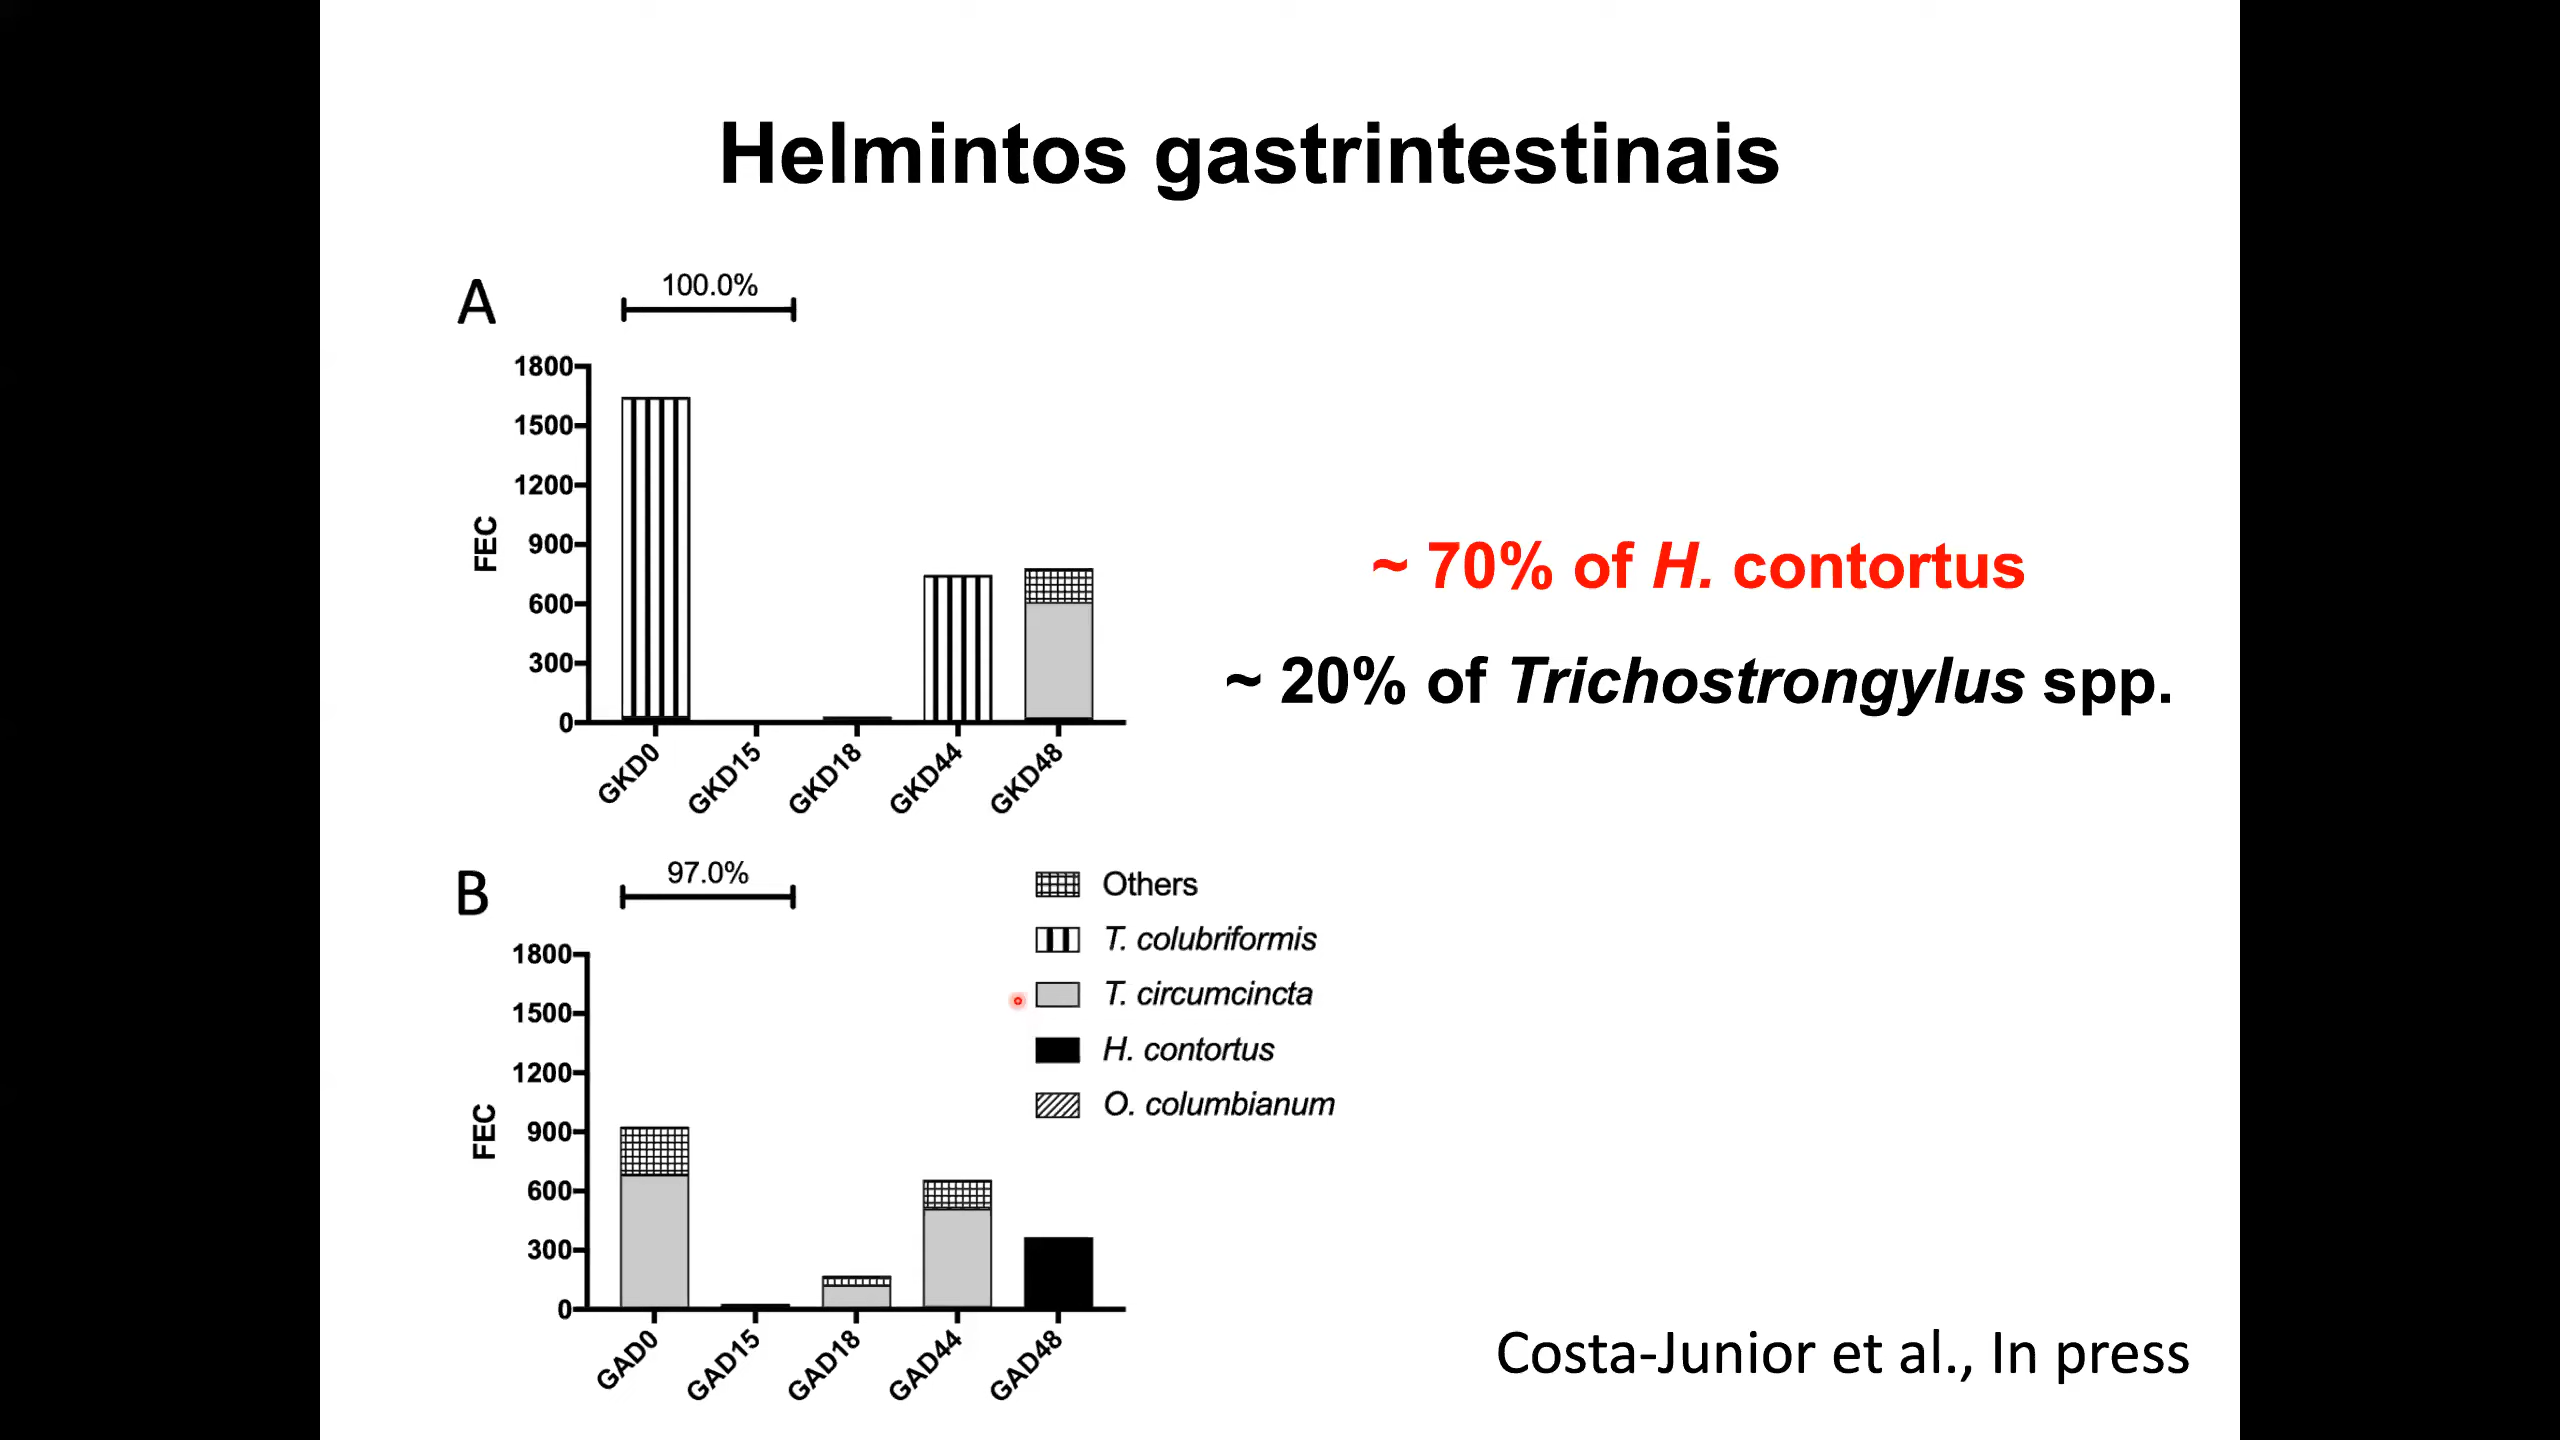 Helmintos gastrintestinais
A
100.0%
1800
1500
1200
900
600
300
0
FEC
GKD0
GKD15
GKD18
GKD44
GKD48
~ 70% of H. contortus
~ 20% of Trichostrongylus spp.
B
97.0%
1800
1500
1200
900
600
300
0
FEC
GAD0
GAD15
GAD18
GAD44
GAD48
Others
T. colubriformis
T. circumcincta
H. contortus
O. columbianum
Costa-Junior et al., In press